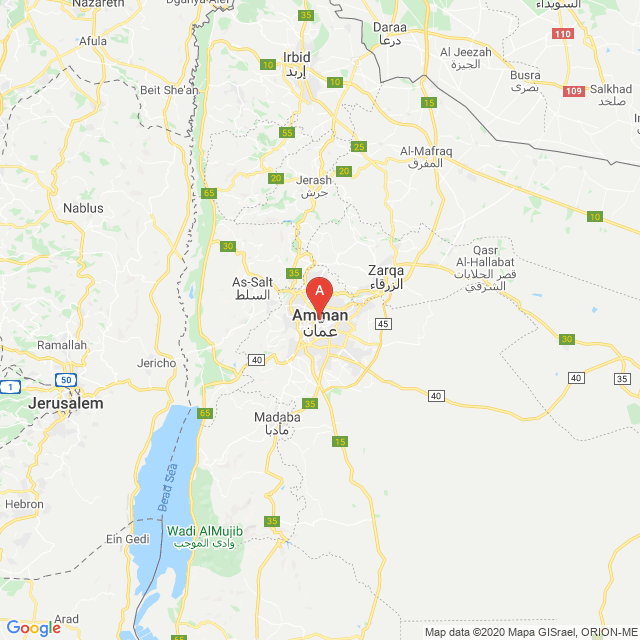 Nazareth
35
Daraa
درعا
السويداء
110
Afula
Irbid
إربد
10
10
Al Jeezah
الجيزة
Busra
بصرى
109
Salkhad
صلخد
Beit She'an
15
55
25
Al-Mafraq
المفرق
20
20
65
Jerash
جرش
Nablus
10
30
35
Zarqa
الزرقاء
Qasr
Al-Hallabat
قصر الحلابات
الشرقي
As-Salt
السلط
A
Amman
عمان
45
30
Ramallah
Jericho
40
1
50
Jerusalem
65
40
40
35
35
Madaba
مأدبا
15
Dead Sea
Hebron
Ein Gedi
Wadi AlMujib
وادي الموجب
35
Arad
Google
Map data ©2020 Mapa GISrael, ORION-ME